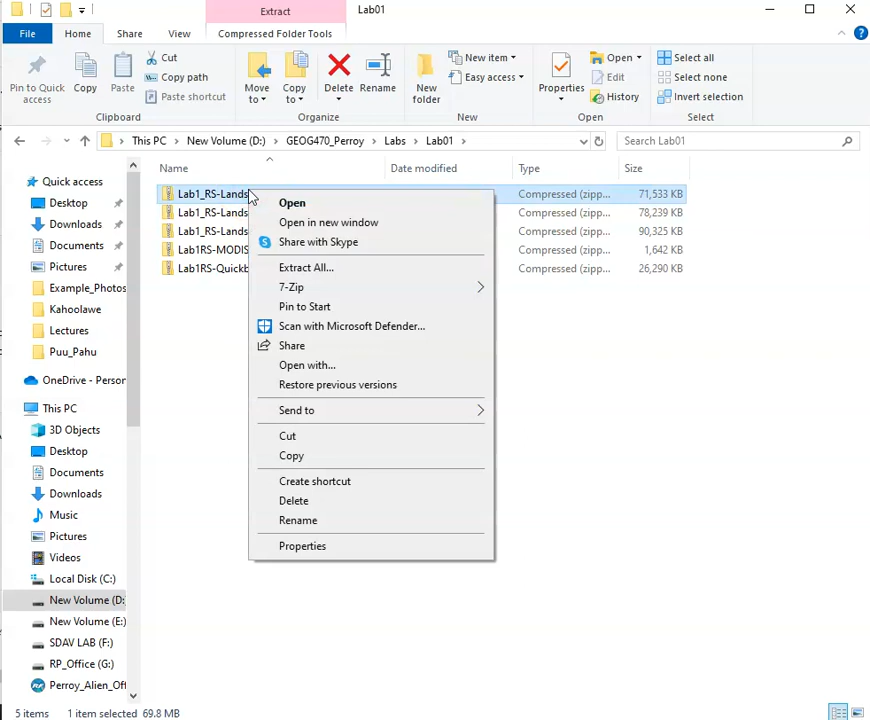 Extract
Lab01
File
Home
Share
View
Compressed Folder Tools
Pin to Quick access
Copy
Paste
Cut
Copy path
Paste shortcut
Clipboard
Move to
Copy to
Delete
Rename
Organize
New folder
New item
Easy access
New
Properties
Open
Edit
History
Open
Select all
Select none
Invert selection
Select
This PC > New Volume (D:) > GEOG470_Perroy > Labs > Lab01 >
Search Lab01
Name
Date modified
Type
Size
Lab1_RS-Lands
Compressed (zipp... 71,533 KB
Lab1_RS-Lands
Compressed (zipp... 78,239 KB
Lab1_RS-Lands
Compressed (zipp... 90,325 KB
Lab1RS-MODIS
Compressed (zipp... 1,642 KB
Lab1RS-Quickb
Compressed (zipp... 26,290 KB
Quick access
Desktop
Downloads
Documents
Pictures
Example_Photos
Kahoolawe
Lectures
Puu_Pahu
OneDrive - Person
This PC
3D Objects
Desktop
Documents
Downloads
Music
Pictures
Videos
Local Disk (C:)
New Volume (D:
New Volume (E:)
SDAV LAB (F:)
RP_Office (G:)
Perroy_Alien_Off
Open
Open in new window
Share with Skype
Extract All...
7-Zip
Pin to Start
Scan with Microsoft Defender...
Share
Open with...
Restore previous versions
Send to
Cut
Copy
Create shortcut
Delete
Rename
Properties
5 items
1 item selected 69.8 MB